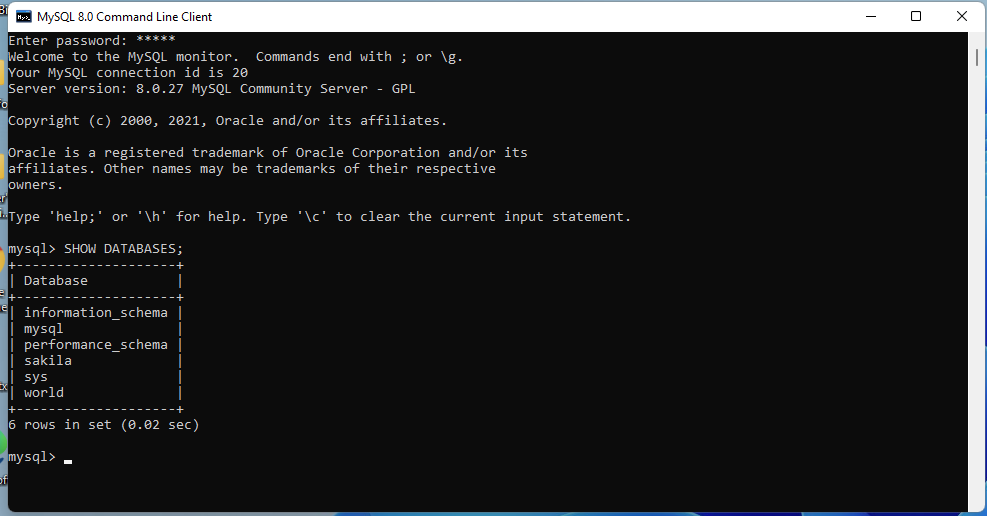 MySQL 8.0 Command Line Client
Enter password: *****
Welcome to the MySQL monitor.  Commands end with ; or \g.
Your MySQL connection id is 20
Server version: 8.0.27 MySQL Community Server - GPL
Copyright (c) 2000, 2021, Oracle and/or its affiliates.
Oracle is a registered trademark of Oracle Corporation and/or its
affiliates. Other names may be trademarks of their respective
owners.
Type 'help;' or '\h' for help. Type '\c' to clear the current input statement.
mysql> SHOW DATABASES;
+--------------------+
| Database           |
+--------------------+
| information_schema |
| mysql              |
| performance_schema |
| sakila             |
| sys                |
| world              |
+--------------------+
6 rows in set (0.02 sec)
mysql>